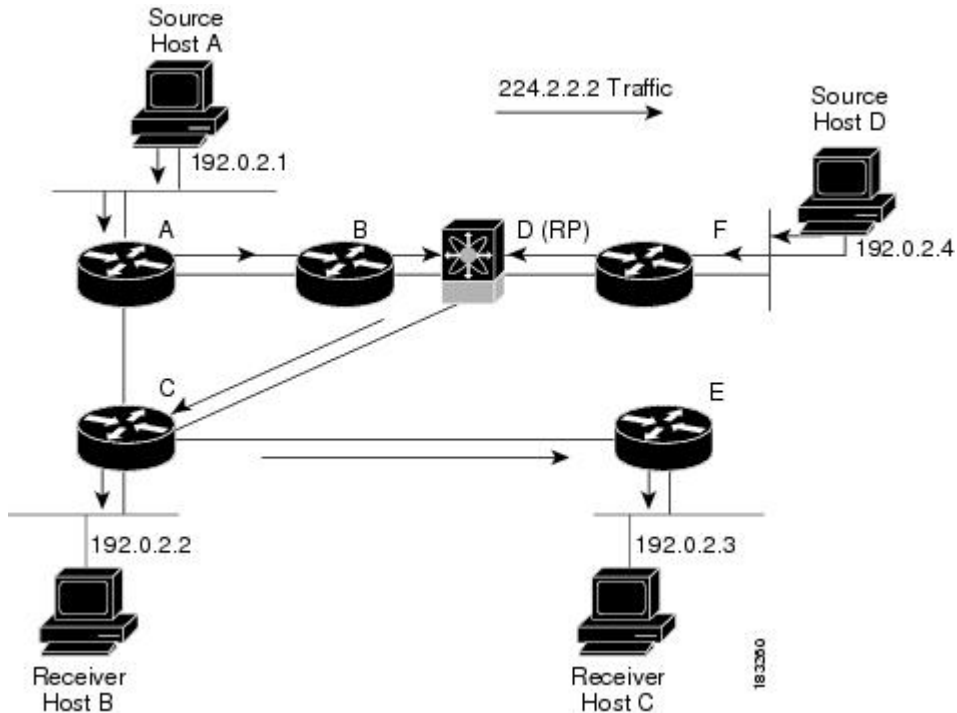 Source
Host A
224.2.2.2 Traffic
Source
Host D
192.0.2.1
A
B
D (RP)
F
192.0.2.4
C
E
192.0.2.2
192.0.2.3
Receiver
Host B
Receiver
Host C
183260